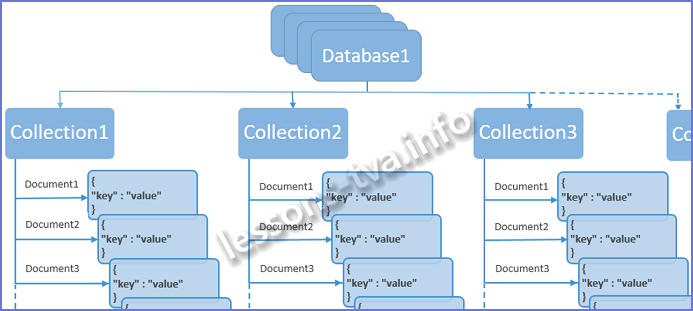 Database1
Collection1
Collection2
Collection3
Co
Document1
{
"key" : "value"
}
Document2
{
"key" : "value"
}
Document3
{
"key" : "value"
}
Document1
{
"key" : "value"
}
Document2
{
"key" : "value"
}
Document3
{
"key" : "value"
}
Document1
{
"key" : "value"
}
Document2
{
"key" : "value"
}
Document3
{
"key" : "value"
}
lessons-tva.info